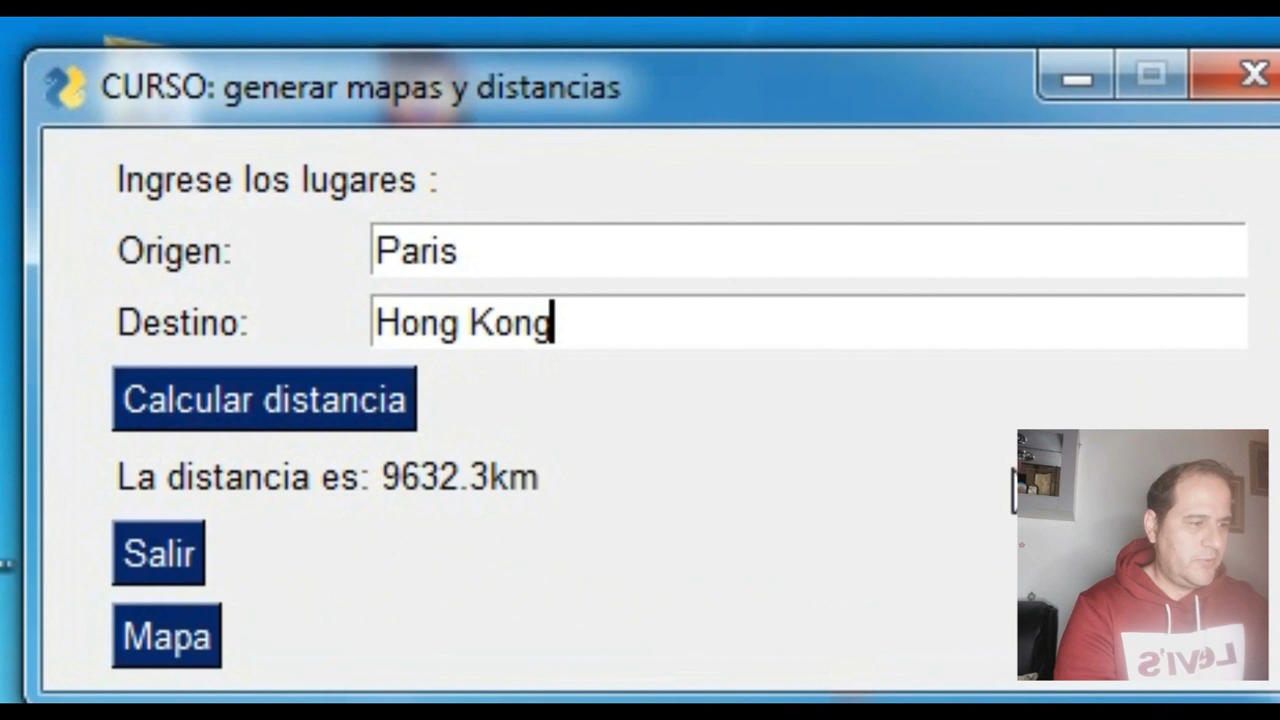 CURSO: generar mapas y distancias
Ingrese los lugares :
Origen: Paris
Destino: Hong Kong
Calcular distancia
La distancia es: 9632.3km
Salir
Mapa
LEVI'S